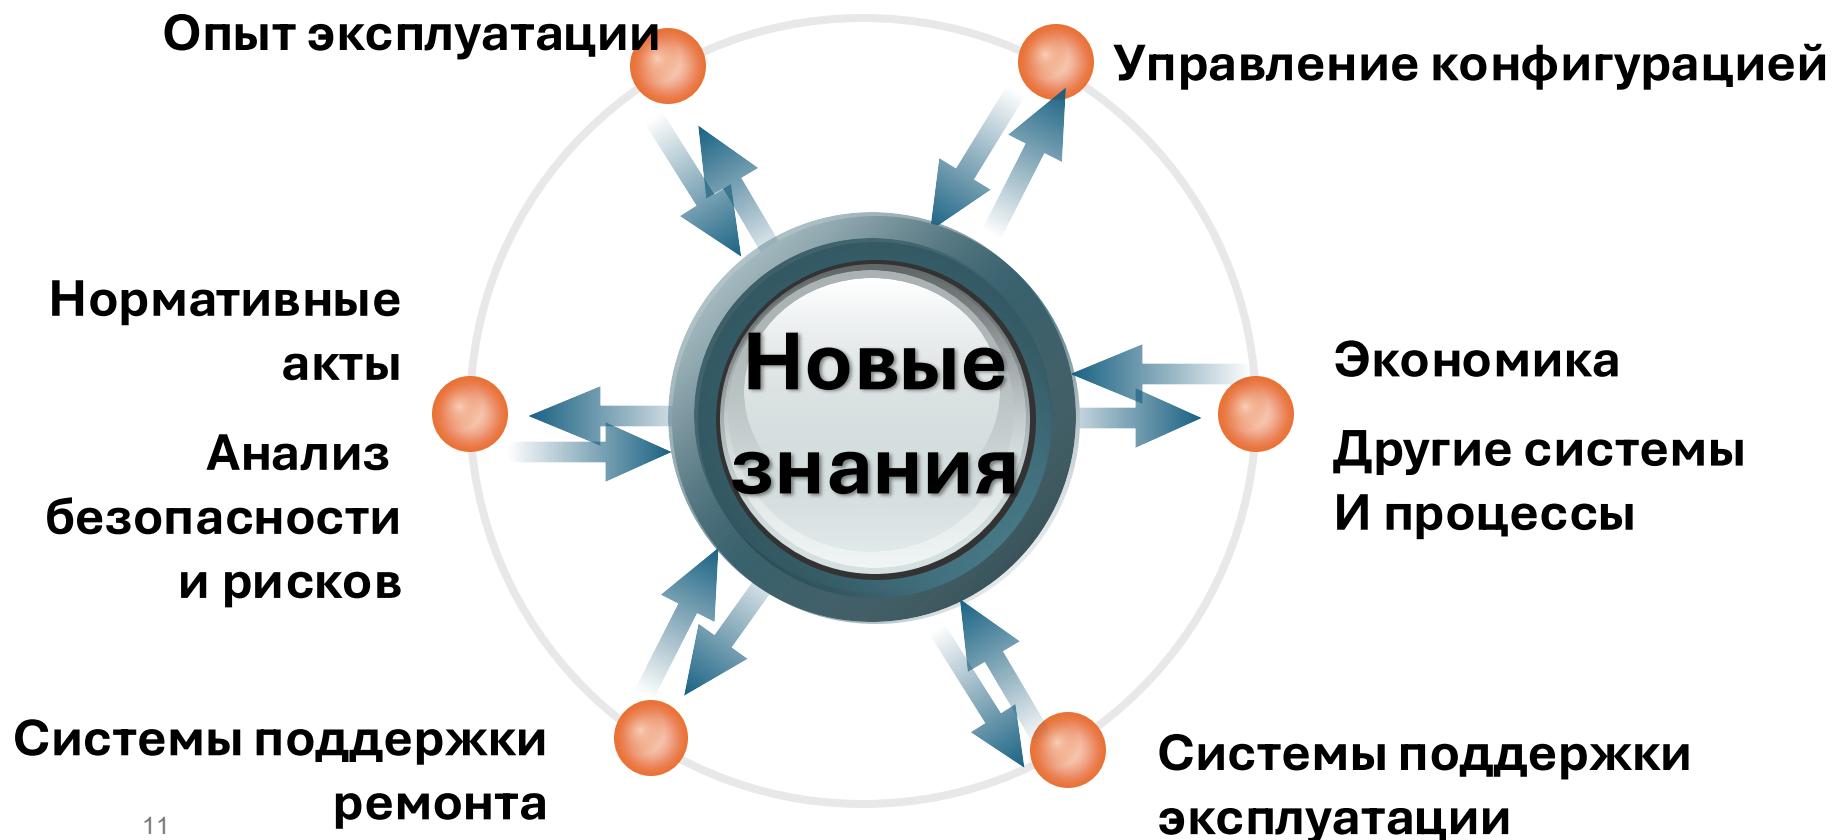 Опыт эксплуатации
Управление конфигурацией
Нормативные
акты
Анализ
безопасности
и рисков
Новые
знания
Экономика
Другие системы
И процессы
Системы поддержки
ремонта
Системы поддержки
эксплуатации
11